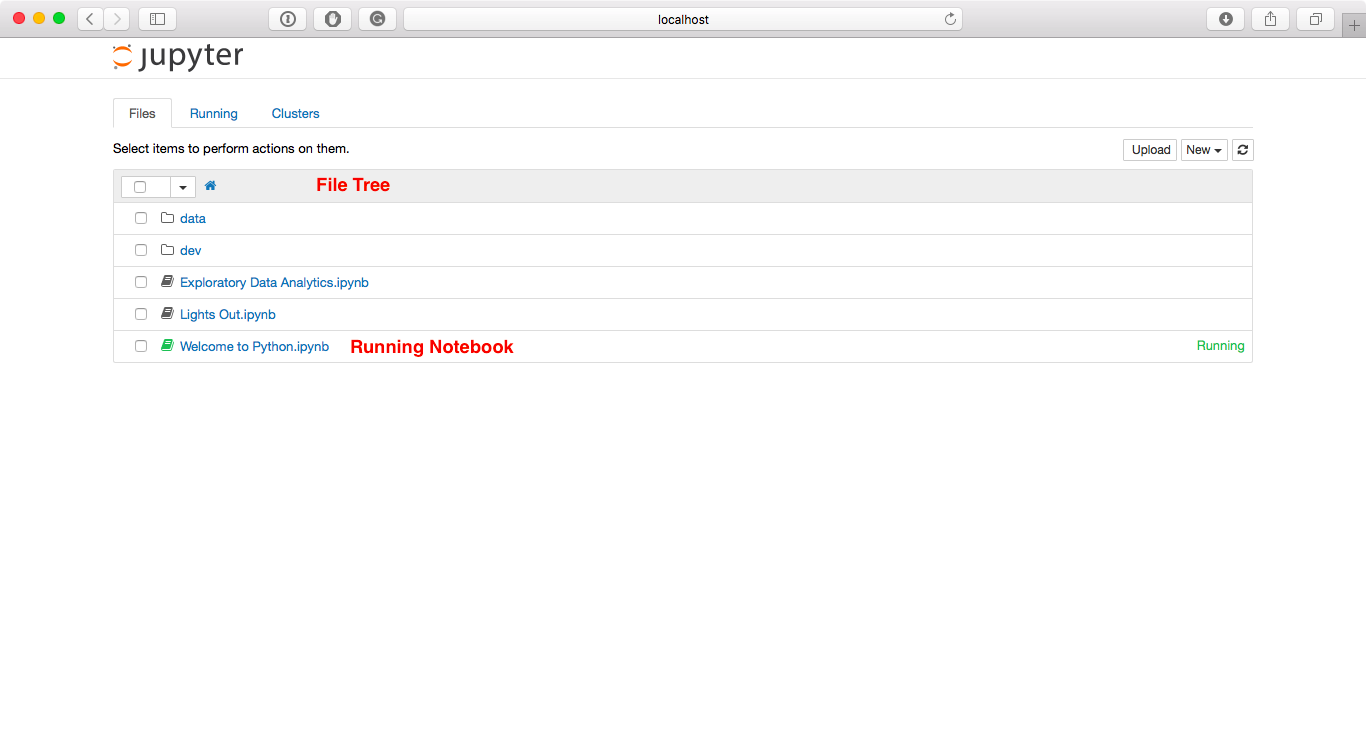 localhost
jupyter
Files Running Clusters
Select items to perform actions on them. Upload New
File Tree
data
dev
Exploratory Data Analytics.ipynb
Lights Out.ipynb
Welcome to Python.ipynb Running Notebook Running